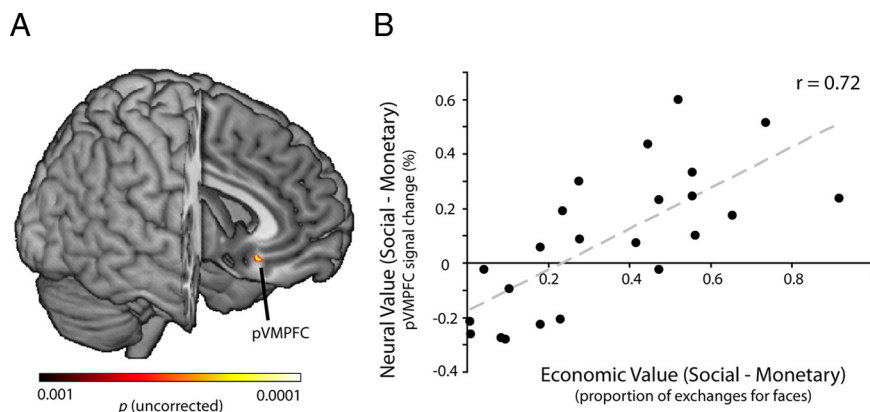 A
pVMPFC
0.001
0.0001
p (uncorrected)
B
r = 0.72
Neural Value (Social - Monetary)
pVMPFC signal change (%)
0.6
0.4
0.2
0
-0.2
-0.4
0.2
0.4
0.6
0.8
Economic Value (Social - Monetary)
(proportion of exchanges for faces)